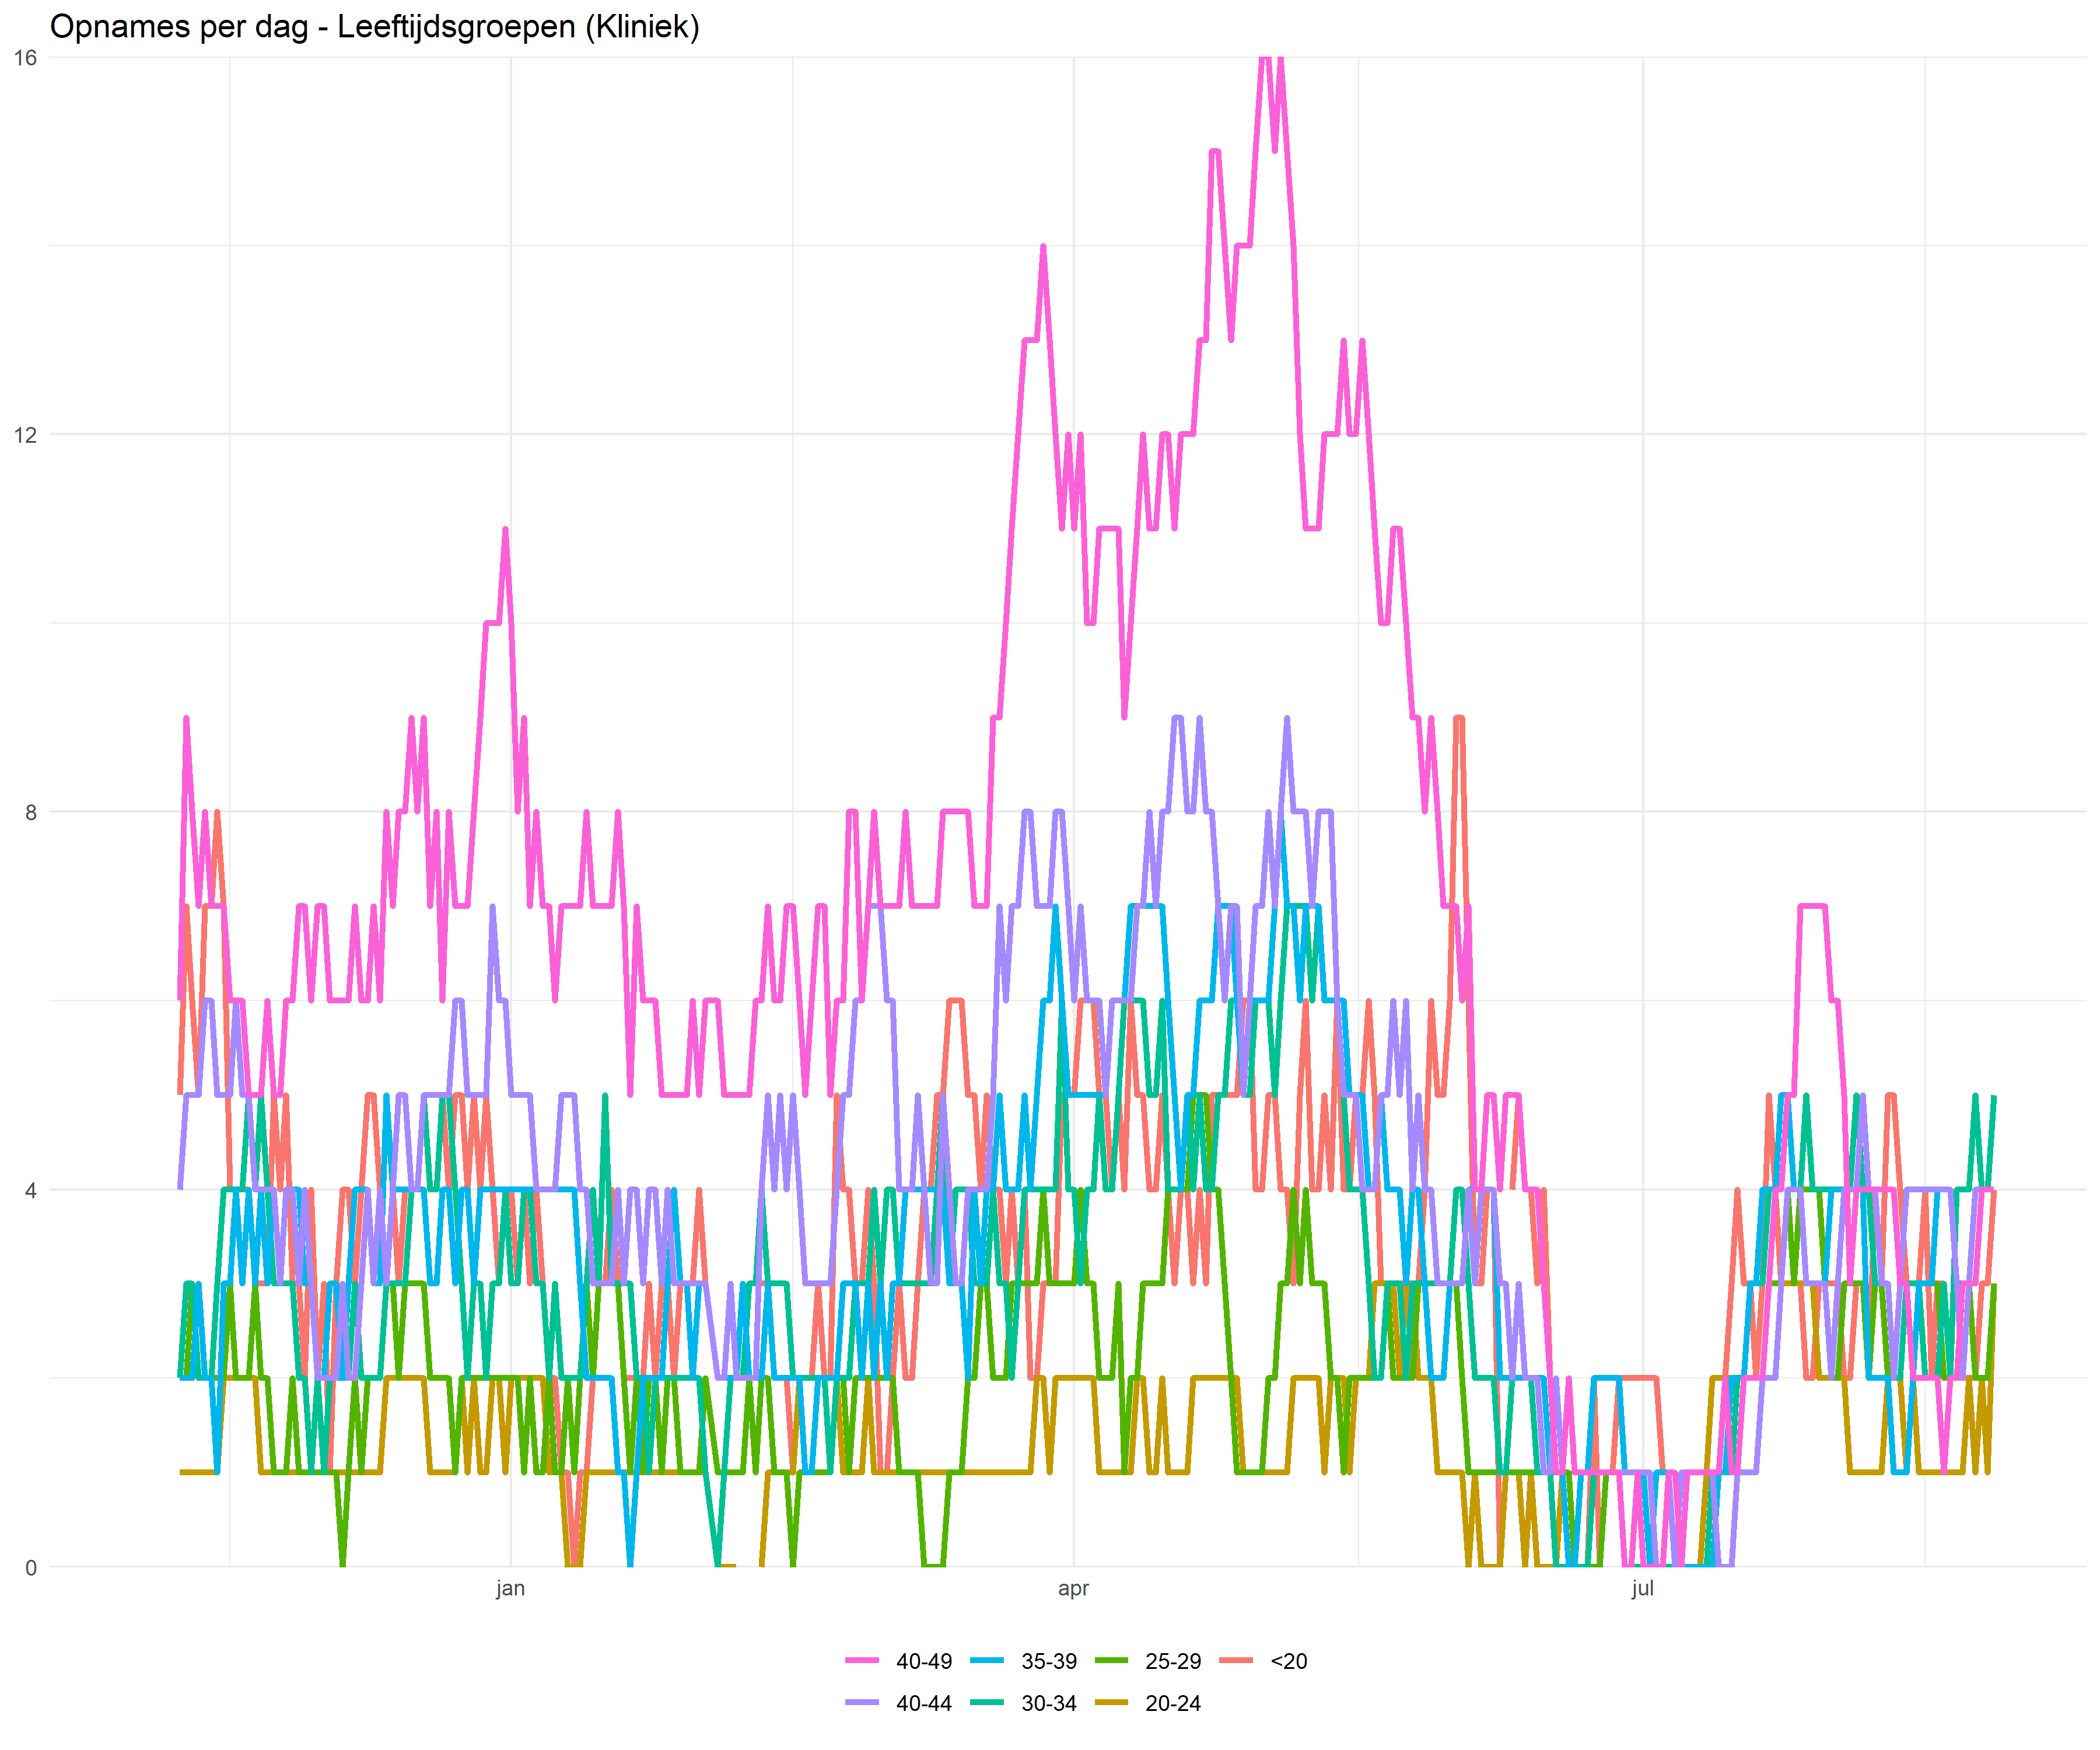 Opnames per dag - Leeftijdsgroepen (Kliniek)
16
12
8
4
0
jan apr jul
40-49 35-39 25-29 <20
40-44 30-34 20-24